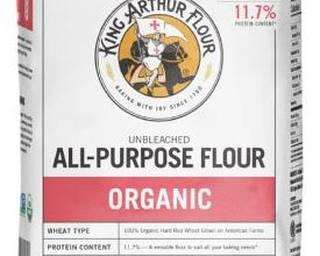 11.7%
PROTEIN CONTENT*
KING ARTHUR FLOUR
BAKING WITH JOY SINCE 1790
UNBLEACHED
ALL-PURPOSE FLOUR
ORGANIC
WHEAT TYPE 100% Organic Hard Red Wheat Grown on American Farms
PROTEIN CONTENT 11.7% — A versatile flour to suit all your baking needs*